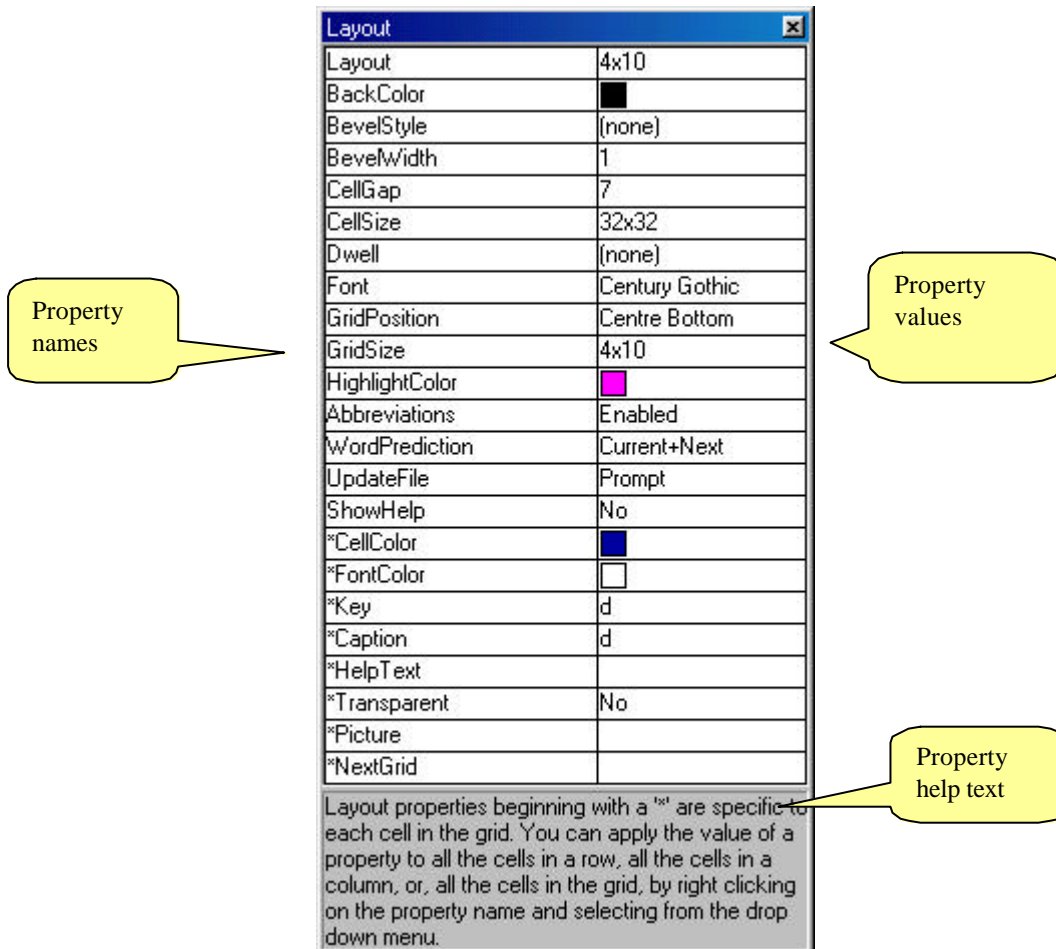 Layout
Layout 4x10
BackColor
BevelStyle (none)
BevelWidth 1
CellGap 7
CellSize 32x32
Dwell (none)
Font Century Gothic
GridPosition Centre Bottom
GridSize 4x10
HighlightColor
Abbreviations Enabled
WordPrediction Current+Next
UpdateFile Prompt
ShowHelp No
*CellColor
*FontColor
*Key d
*Caption d
*HelpText
*Transparent No
*Picture
*NextGrid
Layout properties beginning with a '*' are specific to
each cell in the grid. You can apply the value of a
property to all the cells in a row, all the cells in a
column, or, all the cells in the grid, by right clicking
on the property name and selecting from the drop
down menu.
Property
names
Property
values
Property
help text